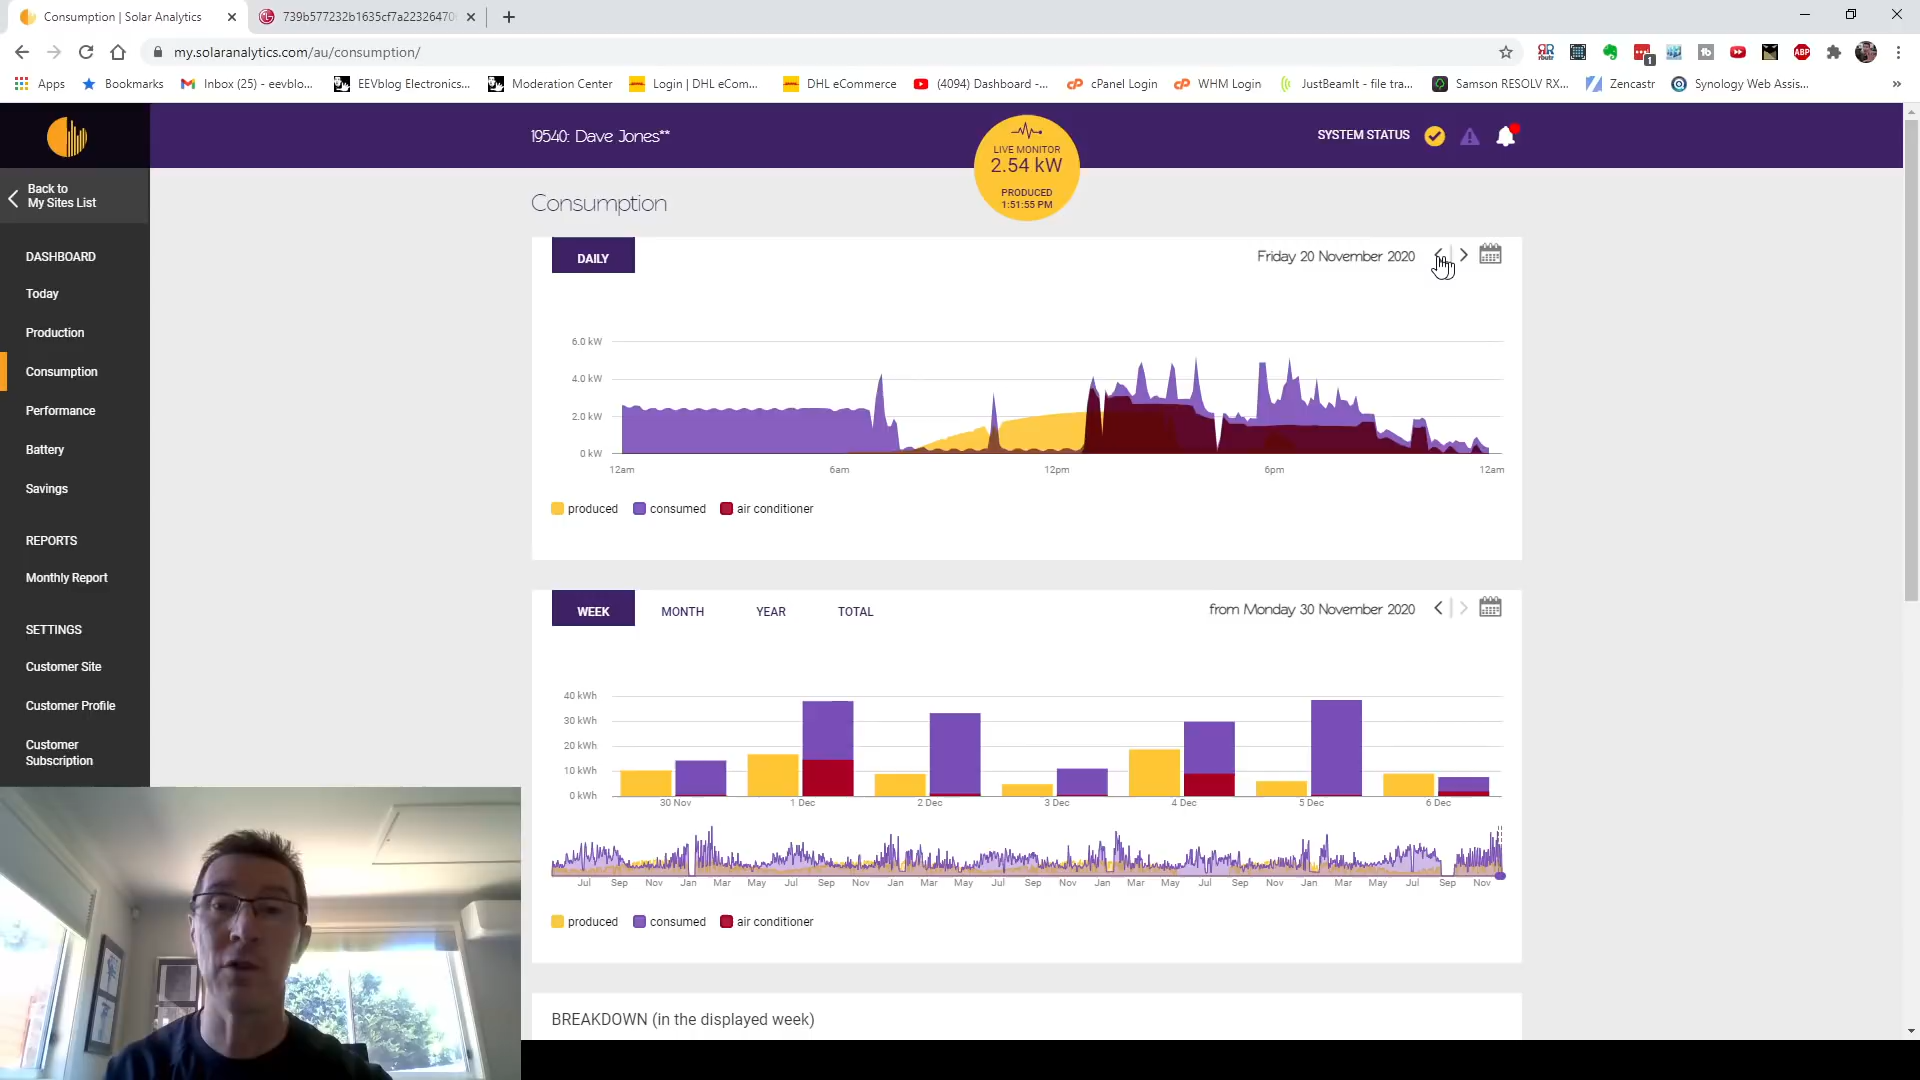 Consumption | Solar Analytics
739b577232b1635cf7a22326470
my.solaranalytics.com/au/consumption/
1
Apps
Bookmarks
Inbox (25) - eevblo...
EEVblog Electronics...
Moderation Center
Login | DHL eCom...
DHL eCommerce
(4094) Dashboard -...
cPanel Login
WHM Login
JustBeamIt - file tra...
Samson RESOLV RX...
Zencastr
Synology Web Assis...
»
19540: Dave Jones**
LIVE MONITOR
2.54 kW
PRODUCED
1:51:55 PM
SYSTEM STATUS
Back to
My Sites List
DASHBOARD
Today
Production
Consumption
Performance
Battery
Savings
REPORTS
Monthly Report
SETTINGS
Customer Site
Customer Profile
Customer
Subscription
Consumption
DAILY
Friday 20 November 2020
6.0 kW
4.0 kW
2.0 kW
0 kW
12am 6am 12pm 6pm 12am
produced consumed air conditioner
WEEK MONTH YEAR TOTAL
from Monday 30 November 2020
40 kWh
30 kWh
20 kWh
10 kWh
0 kWh
30 Nov 1 Dec 2 Dec 3 Dec 4 Dec 5 Dec 6 Dec
Jul Sep Nov Jan Mar May Jul Sep Nov Jan Mar May Jul Sep Nov Jan Mar May Jul Sep Nov Jan Mar May Jul Sep Nov
produced consumed air conditioner
BREAKDOWN (in the displayed week)